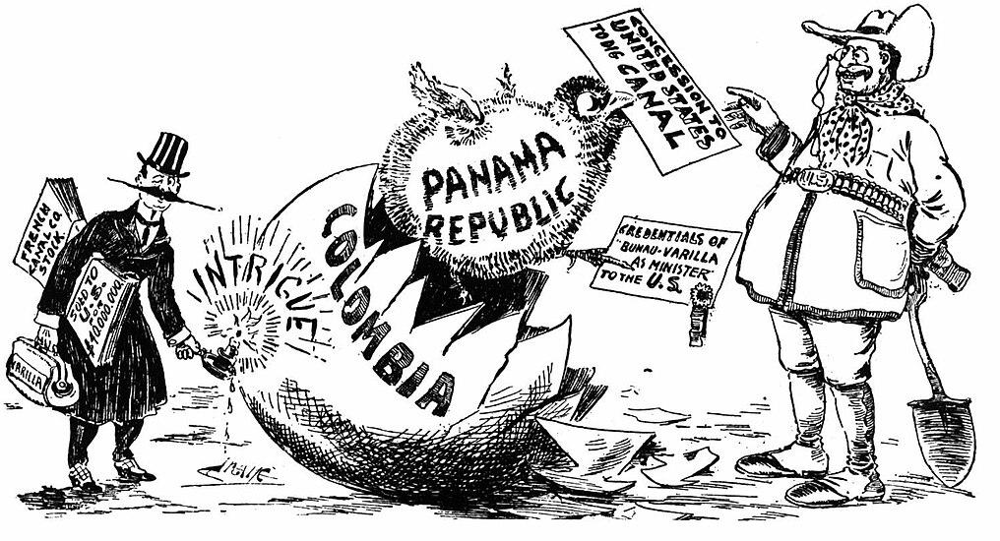 FRENCH
CANAL CO.
STOCK
SOLD TO
U.S.
FOR
$40,000,000.
VARILLA
INTRIGUE!
COLOMBIA
PANAMA
REPUBLIC
CONCESSION TO
UNITED STATES
TO DIG CANAL
CREDENTIALS OF
BUNAU-VARILLA
AS MINISTER
TO THE U.S.
U.S.